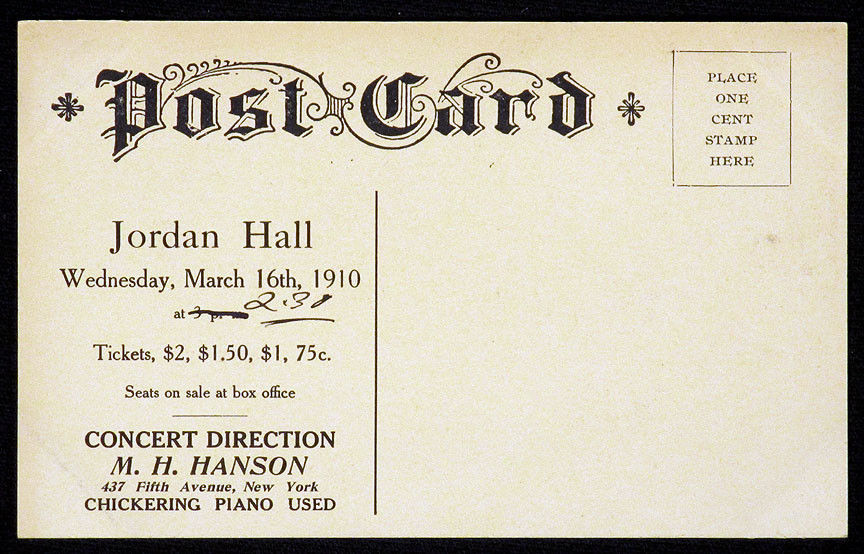 Post Card
PLACE
ONE
CENT
STAMP
HERE
Jordan Hall
Wednesday, March 16th, 1910
at 3 p. m 2.30
Tickets, $2, $1.50, $1, 75c.
Seats on sale at box office
CONCERT DIRECTION
M. H. HANSON
437 Fifth Avenue, New York
CHICKERING PIANO USED